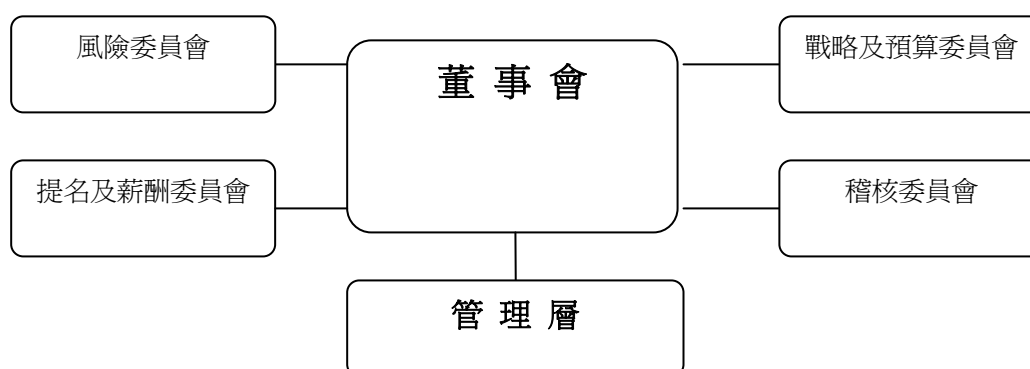 風險委員會
董 事 會
戰略及預算委員會
提名及薪酬委員會
稽核委員會
管 理 層